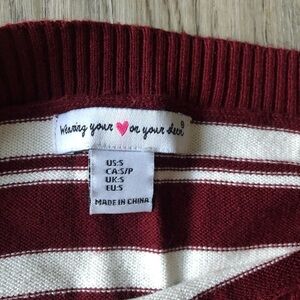 Wearing your ♥ on your sleeve®
US:S
CA:S/P
UK:S
EU:S
MADE IN CHINA